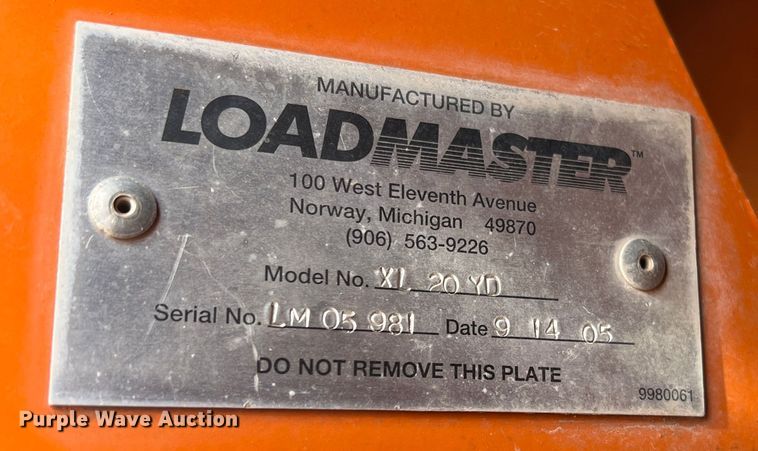 MANUFACTURED BY
LOADMASTER™
100 West Eleventh Avenue
Norway, Michigan 49870
(906) 563-9226
Model No. XL 20 YD
Serial No. LM 05 981 Date 9 14 05
DO NOT REMOVE THIS PLATE
9980061
Purple Wave Auction